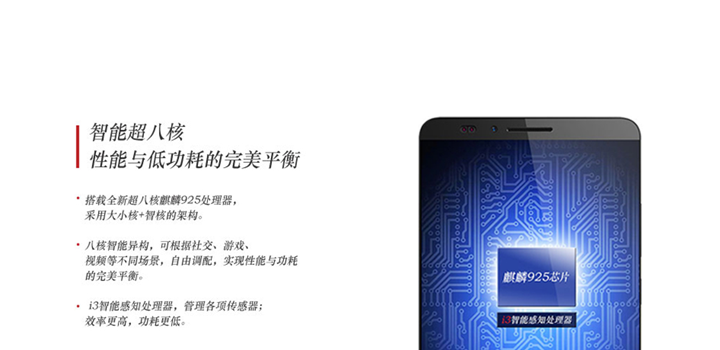 智能超八核
性能与低功耗的完美平衡
搭载全新超八核麒麟925处理器，
采用大小核+智核的架构。
八核智能异构，可根据社交、游戏、
视频等不同场景，自由调配，实现性能与功耗
的完美平衡。
i3智能感知处理器，管理各项传感器；
效率更高，功耗更低。
麒麟925芯片
i3智能感知处理器